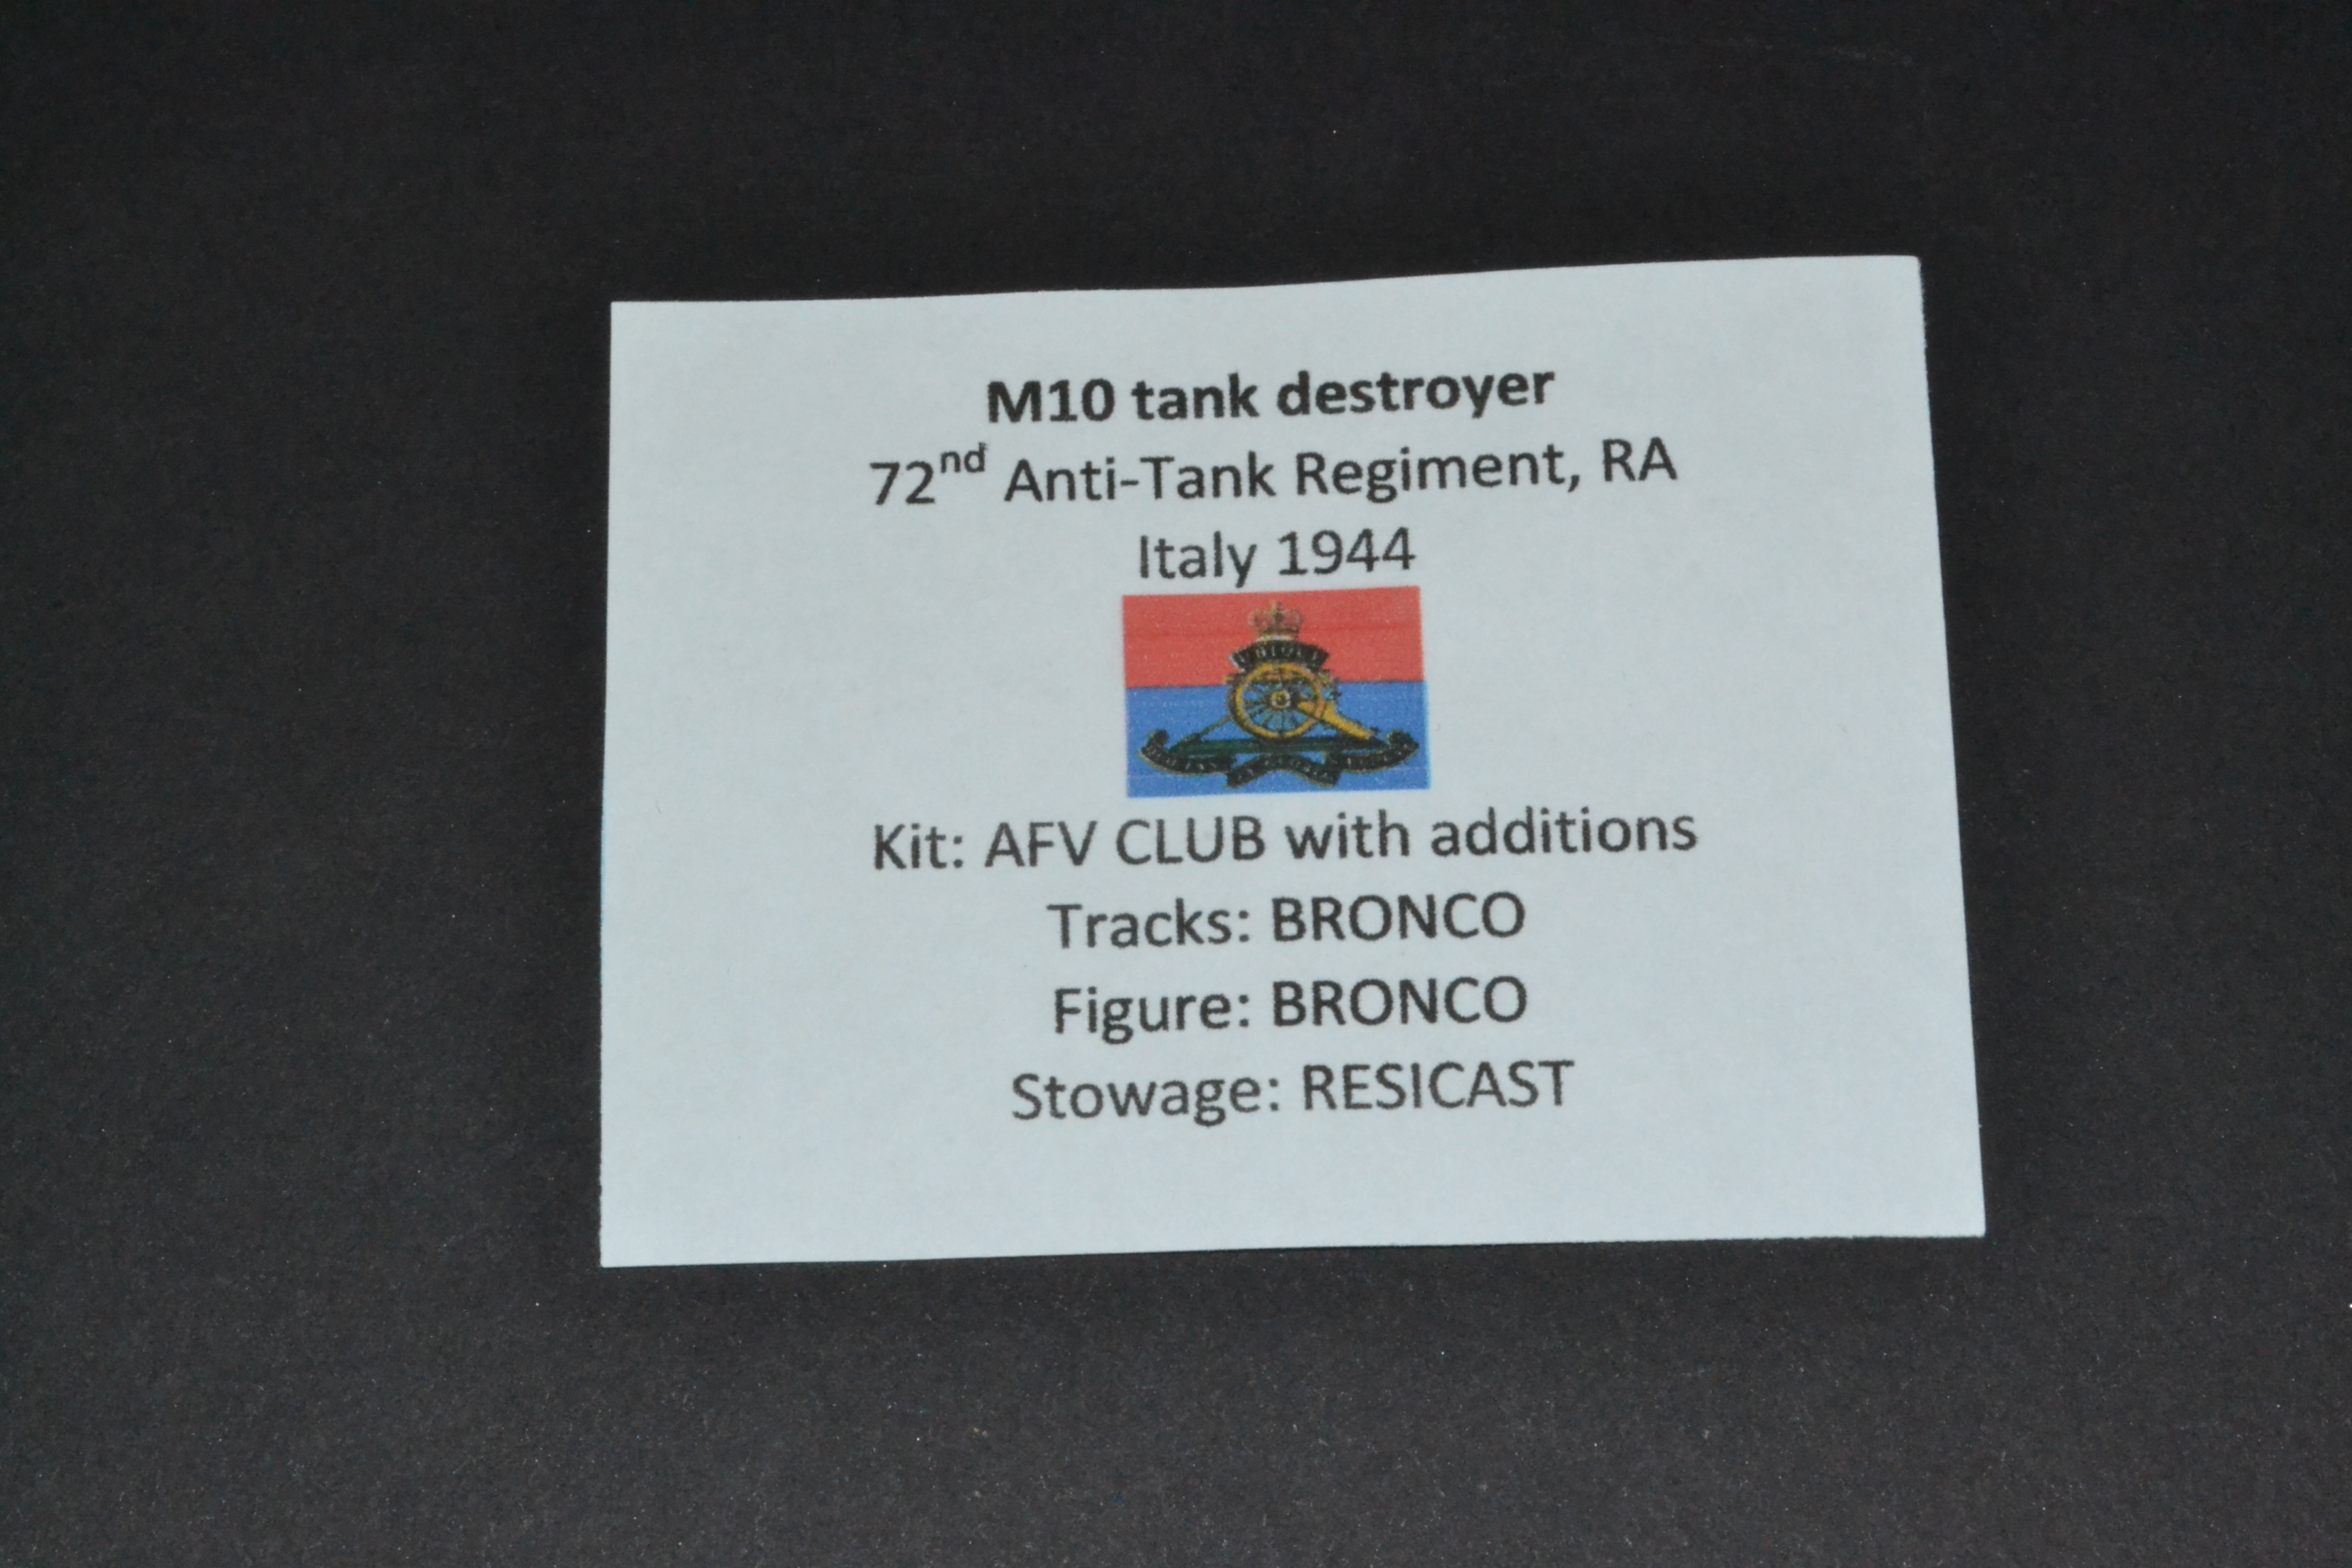 M10 tank destroyer
72nd Anti-Tank Regiment, RA
Italy 1944
Kit: AFV CLUB with additions
Tracks: BRONCO
Figure: BRONCO
Stowage: RESICAST